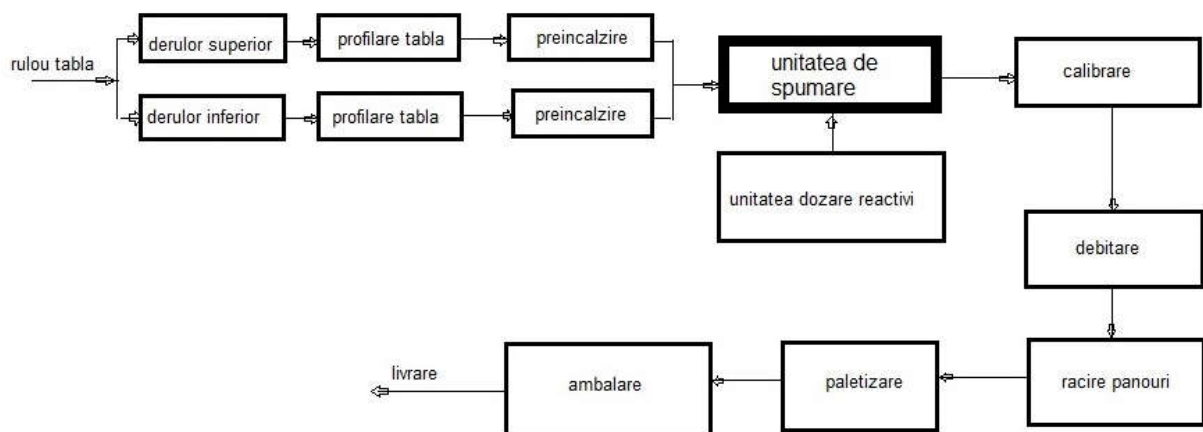 rulou tabla
derulor superior
profilare tabla
preincalzire
derulor inferior
profilare tabla
preincalzire
unitatea de
spumare
unitatea dozare reactivi
calibrare
debitare
racire panouri
paletizare
ambalare
livrare